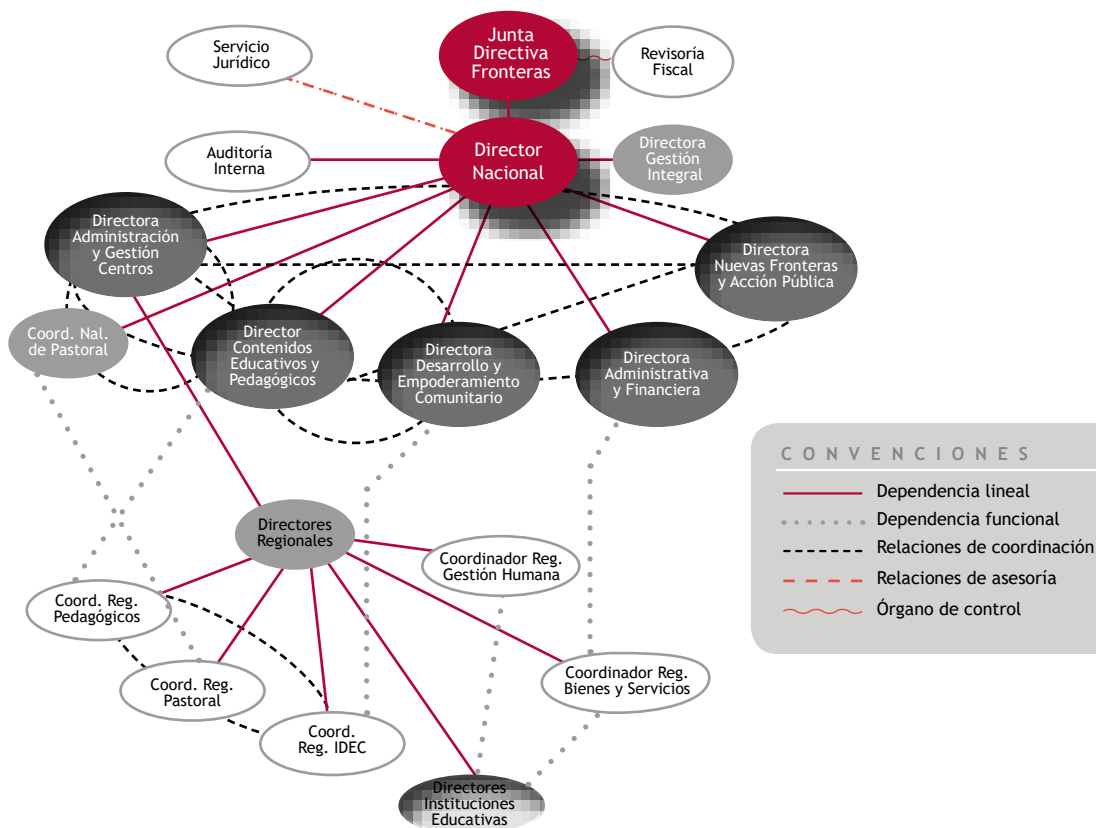 Junta
Directiva
Fronteras
Servicio
Jurídico
Revisoría
Fiscal
Auditoría
Interna
Director
Nacional
Directora
Gestión
Integral
Directora
Administración
y Gestión
Centros
Directora
Nuevas Fronteras
y Acción Pública
Coord. Nal.
de Pastoral
Director
Contenidos
Educativos y
Pedagógicos
Directora
Desarrollo y
Empoderamiento
Comunitario
Directora
Administrativa
y Financiera
CONVENCIONES
Dependencia lineal
Dependencia funcional
Relaciones de coordinación
Relaciones de asesoría
Órgano de control
Directores
Regionales
Coordinador Reg.
Gestión Humana
Coord. Reg.
Pedagógicos
Coord. Reg.
Pastoral
Coordinador Reg.
Bienes y Servicios
Coord.
Reg. IDEC
Directores
Instituciones
Educativas